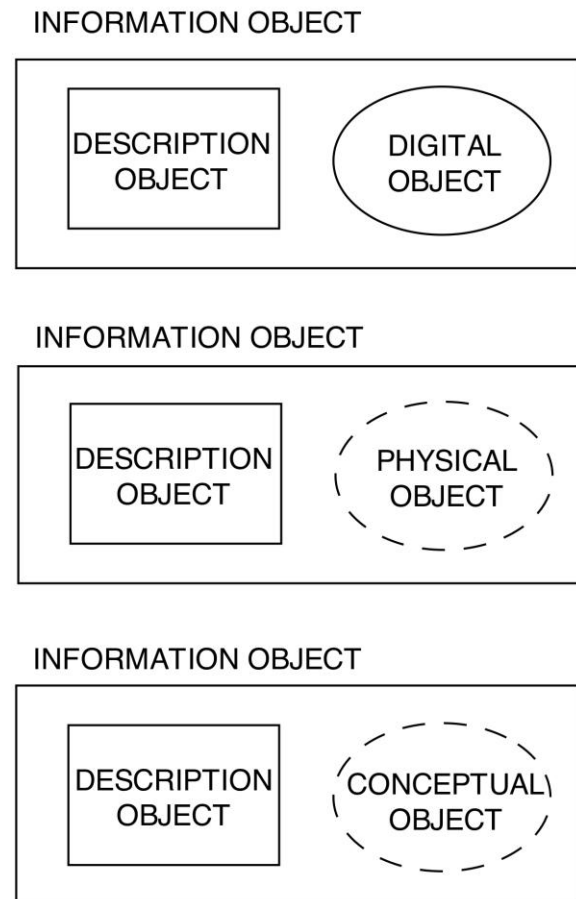 INFORMATION OBJECT
DESCRIPTION
OBJECT
DIGITAL
OBJECT
INFORMATION OBJECT
DESCRIPTION
OBJECT
PHYSICAL
OBJECT
INFORMATION OBJECT
DESCRIPTION
OBJECT
CONCEPTUAL
OBJECT